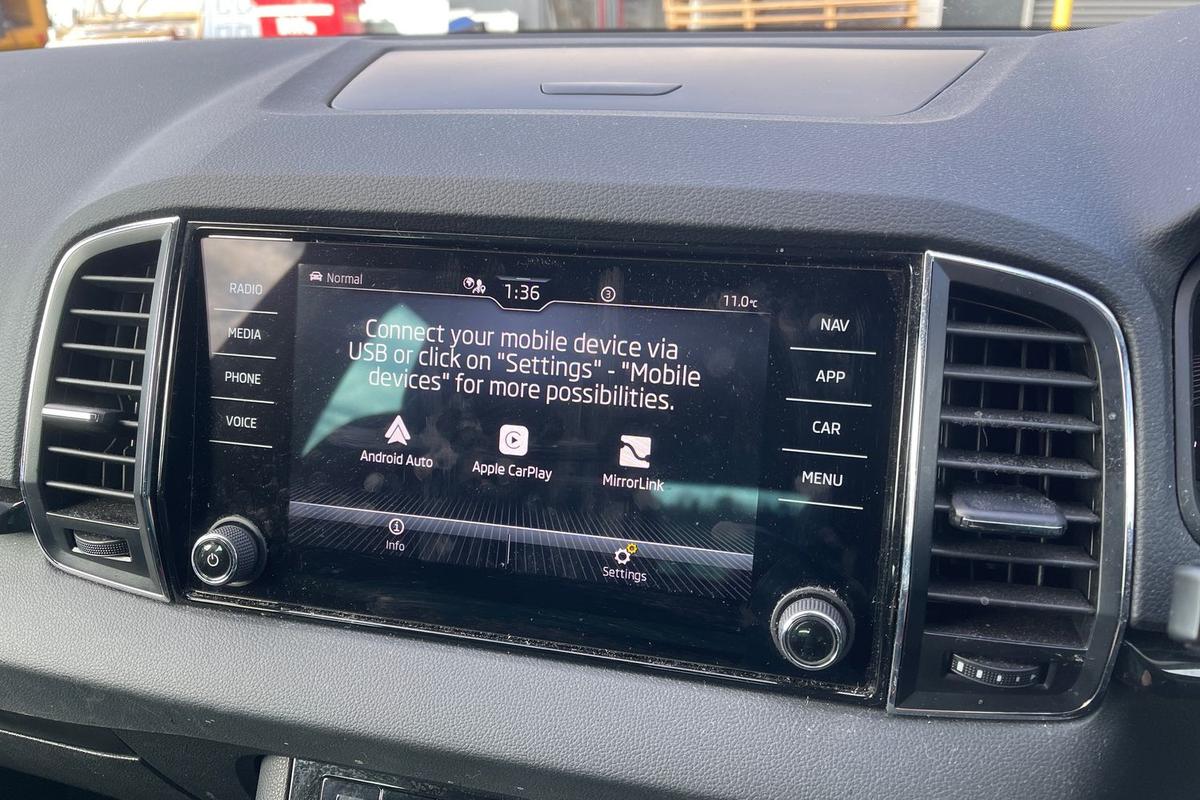 RADIO
MEDIA
PHONE
VOICE
Normal
1:36
3
11.0°C
Connect your mobile device via
USB or click on "Settings" - "Mobile
devices" for more possibilities.
Android Auto
Apple CarPlay
MirrorLink
Info
Settings
NAV
APP
CAR
MENU